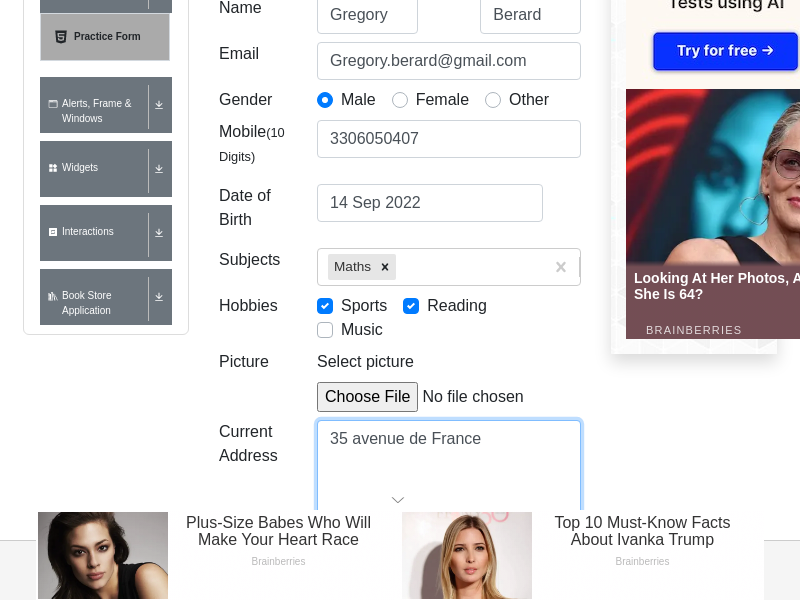 Name
Gregory
Berard
Tests using AI
Practice Form
Try for free →
Email
Gregory.berard@gmail.com
Gender
Male
Female
Other
Alerts, Frame &
Windows
Mobile(10
Digits)
3306050407
Widgets
Date of
Birth
14 Sep 2022
Interactions
Subjects
Maths
Looking At Her Photos, A
She Is 64?
BRAINBERRIES
Book Store
Application
Hobbies
Sports
Reading
Music
Picture
Select picture
Choose File No file chosen
Current
Address
35 avenue de France
Plus-Size Babes Who Will
Make Your Heart Race
Brainberries
Top 10 Must-Know Facts
About Ivanka Trump
Brainberries